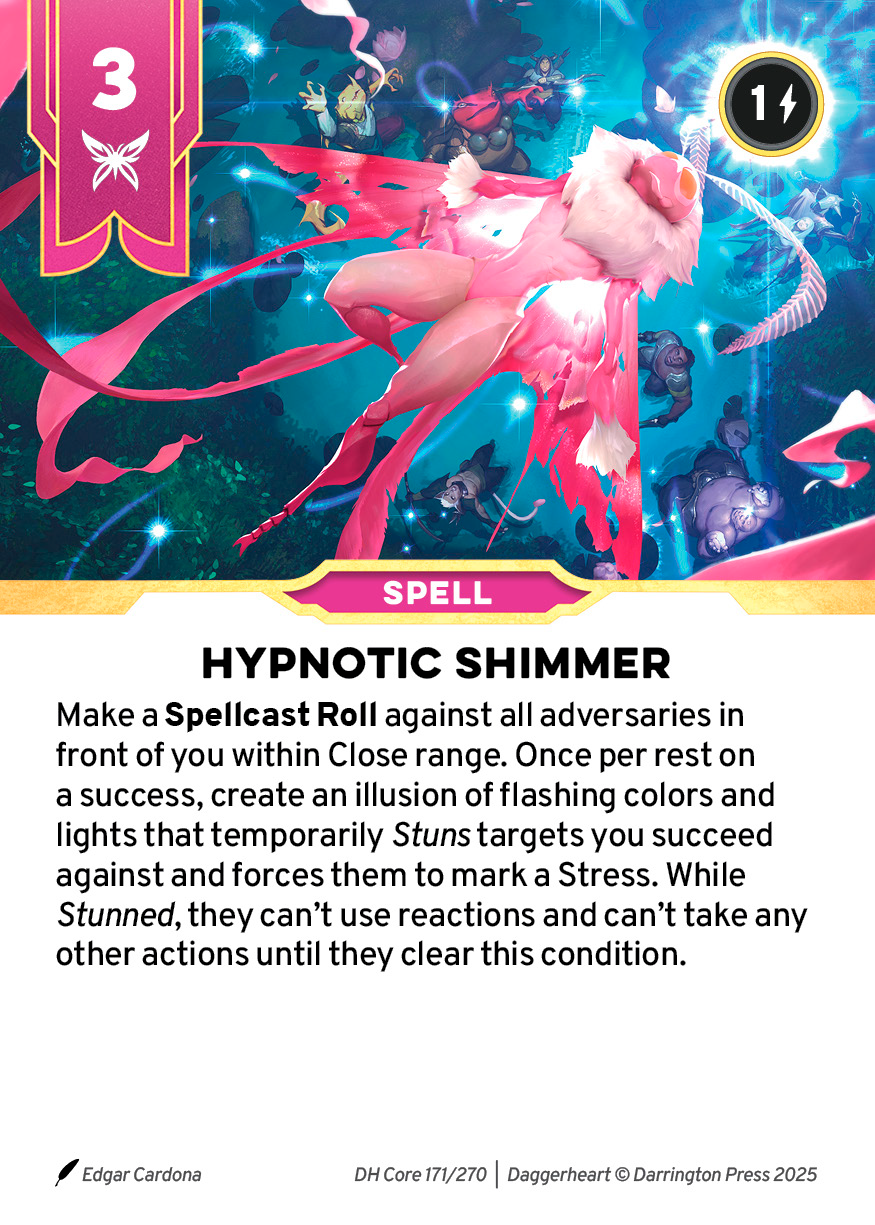 3
1
SPELL
HYPNOTIC SHIMMER
Make a Spellcast Roll against all adversaries in
front of you within Close range. Once per rest on
a success, create an illusion of flashing colors and
lights that temporarily Stuns targets you succeed
against and forces them to mark a Stress. While
Stunned, they can’t use reactions and can’t take any
other actions until they clear this condition.
Edgar Cardona
DH Core 171/270 | Daggerheart © Darrington Press 2025